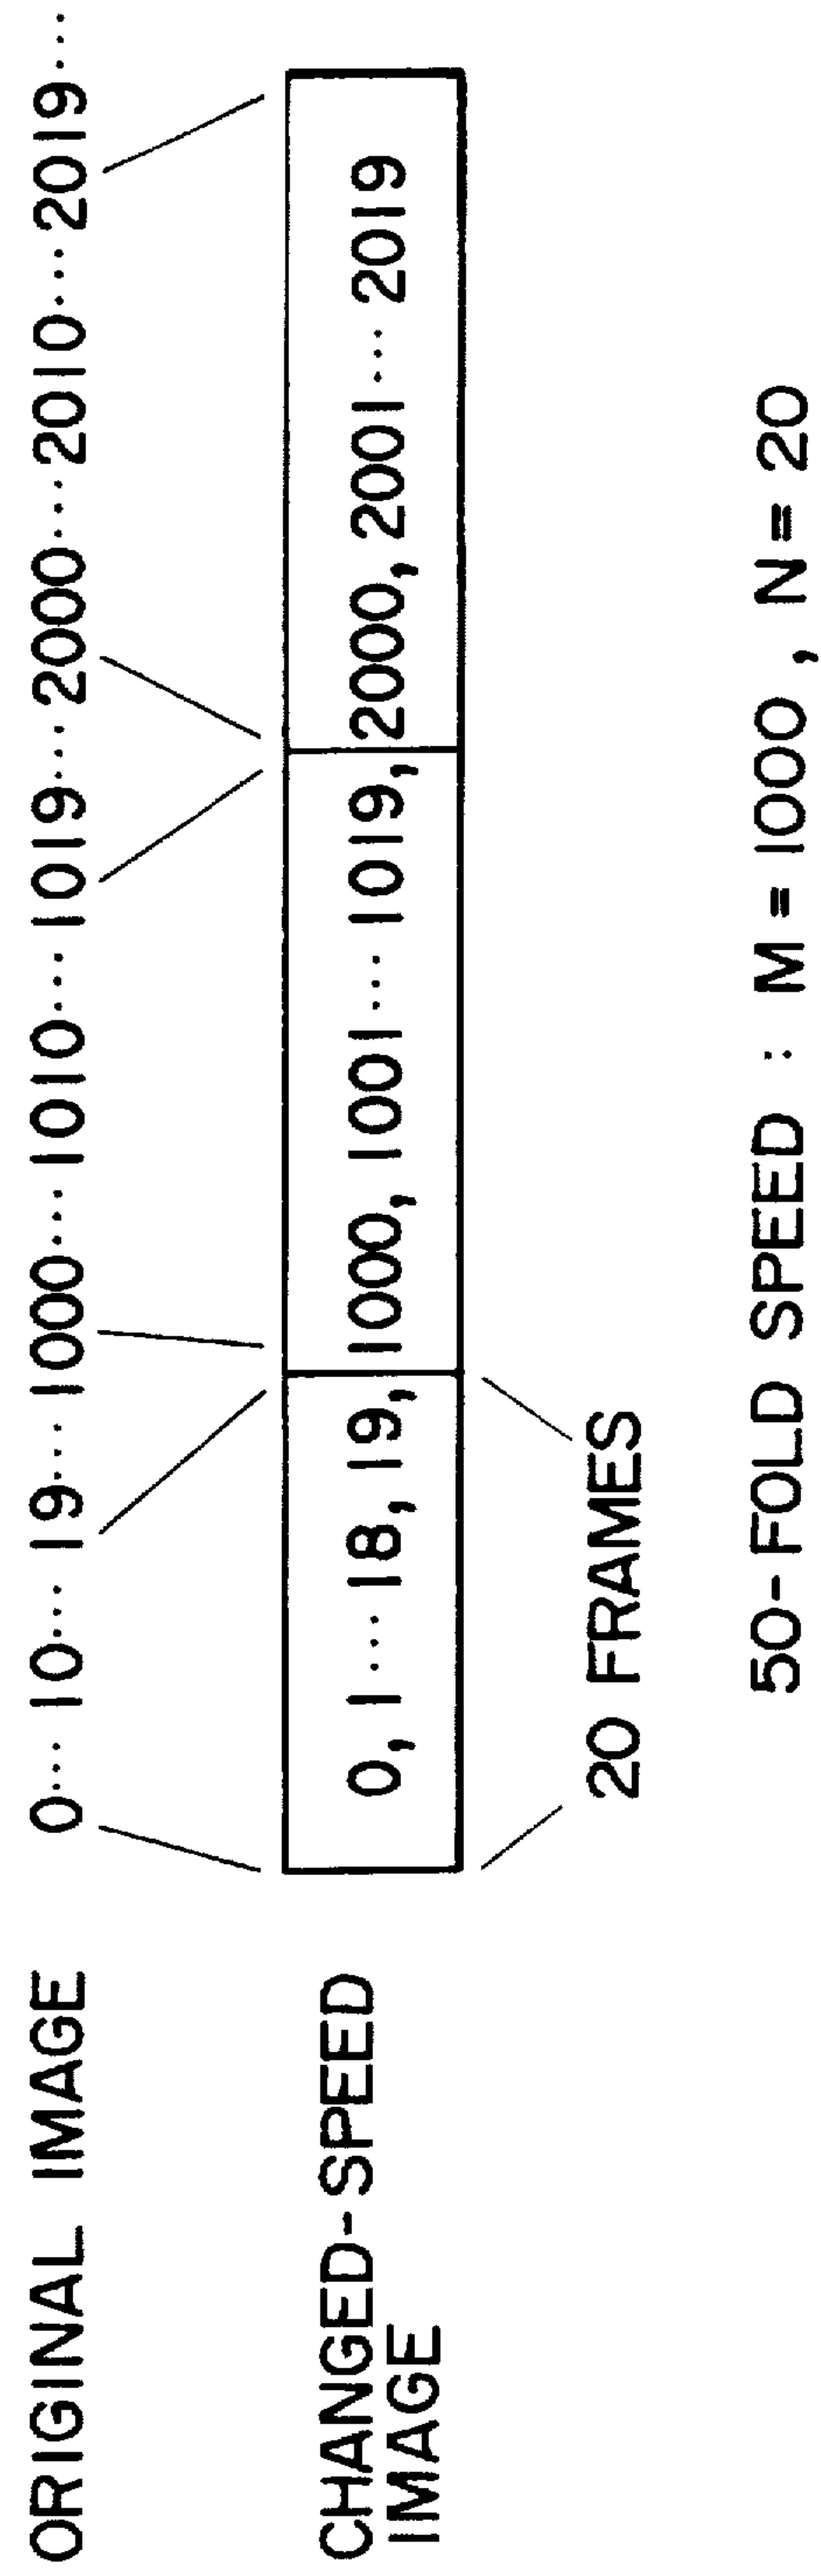 ORIGINAL IMAGE 0··· 10··· 19··· 1000··· 1010··· 1019··· 2000··· 2010··· 2019···
CHANGED-SPEED
IMAGE
0, 1··· 18, 19, 1000, 1001··· 1019, 2000, 2001··· 2019
20 FRAMES
50-FOLD SPEED : M = 1000 , N = 20